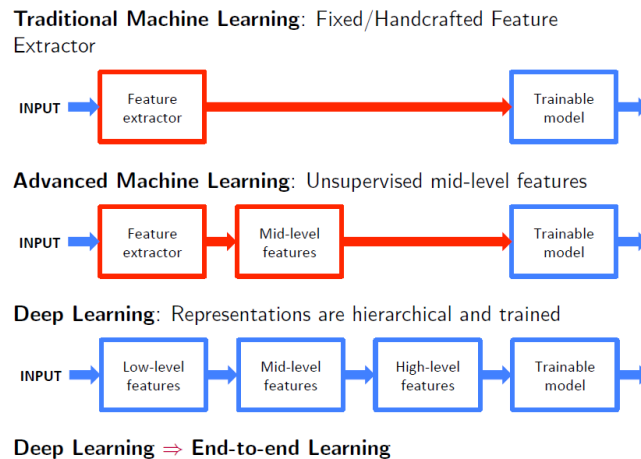 Traditional Machine Learning: Fixed/Handcrafted Feature
Extractor
INPUT
Feature
extractor
Trainable
model
Advanced Machine Learning: Unsupervised mid-level features
INPUT
Feature
extractor
Mid-level
features
Trainable
model
Deep Learning: Representations are hierarchical and trained
INPUT
Low-level
features
Mid-level
features
High-level
features
Trainable
model
Deep Learning ⇒ End-to-end Learning